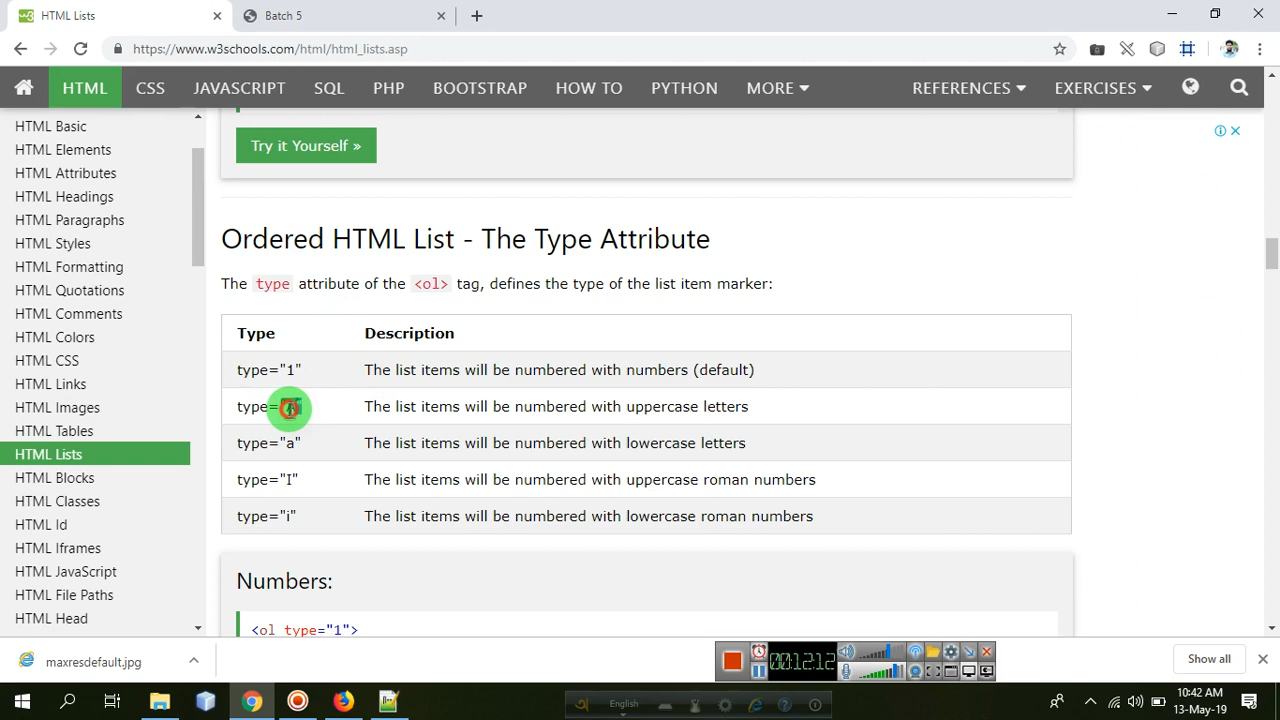 HTML Lists
Batch 5
https://www.w3schools.com/html/html_lists.asp
HTML
CSS
JAVASCRIPT
SQL
PHP
BOOTSTRAP
HOW TO
PYTHON
MORE
REFERENCES
EXERCISES
HTML Basic
HTML Elements
HTML Attributes
HTML Headings
HTML Paragraphs
HTML Styles
HTML Formatting
HTML Quotations
HTML Comments
HTML Colors
HTML CSS
HTML Links
HTML Images
HTML Tables
HTML Lists
HTML Blocks
HTML Classes
HTML Id
HTML Iframes
HTML JavaScript
HTML File Paths
HTML Head
Try it Yourself »
Ordered HTML List - The Type Attribute
The type attribute of the <ol> tag, defines the type of the list item marker:
Type Description
type="1" The list items will be numbered with numbers (default)
type= The list items will be numbered with uppercase letters
type="a" The list items will be numbered with lowercase letters
type="I" The list items will be numbered with uppercase roman numbers
type="i" The list items will be numbered with lowercase roman numbers
Numbers:
<ol type="1">
maxresdefault.jpg
Show all
00:12:12
English
10:42 AM
13-May-19